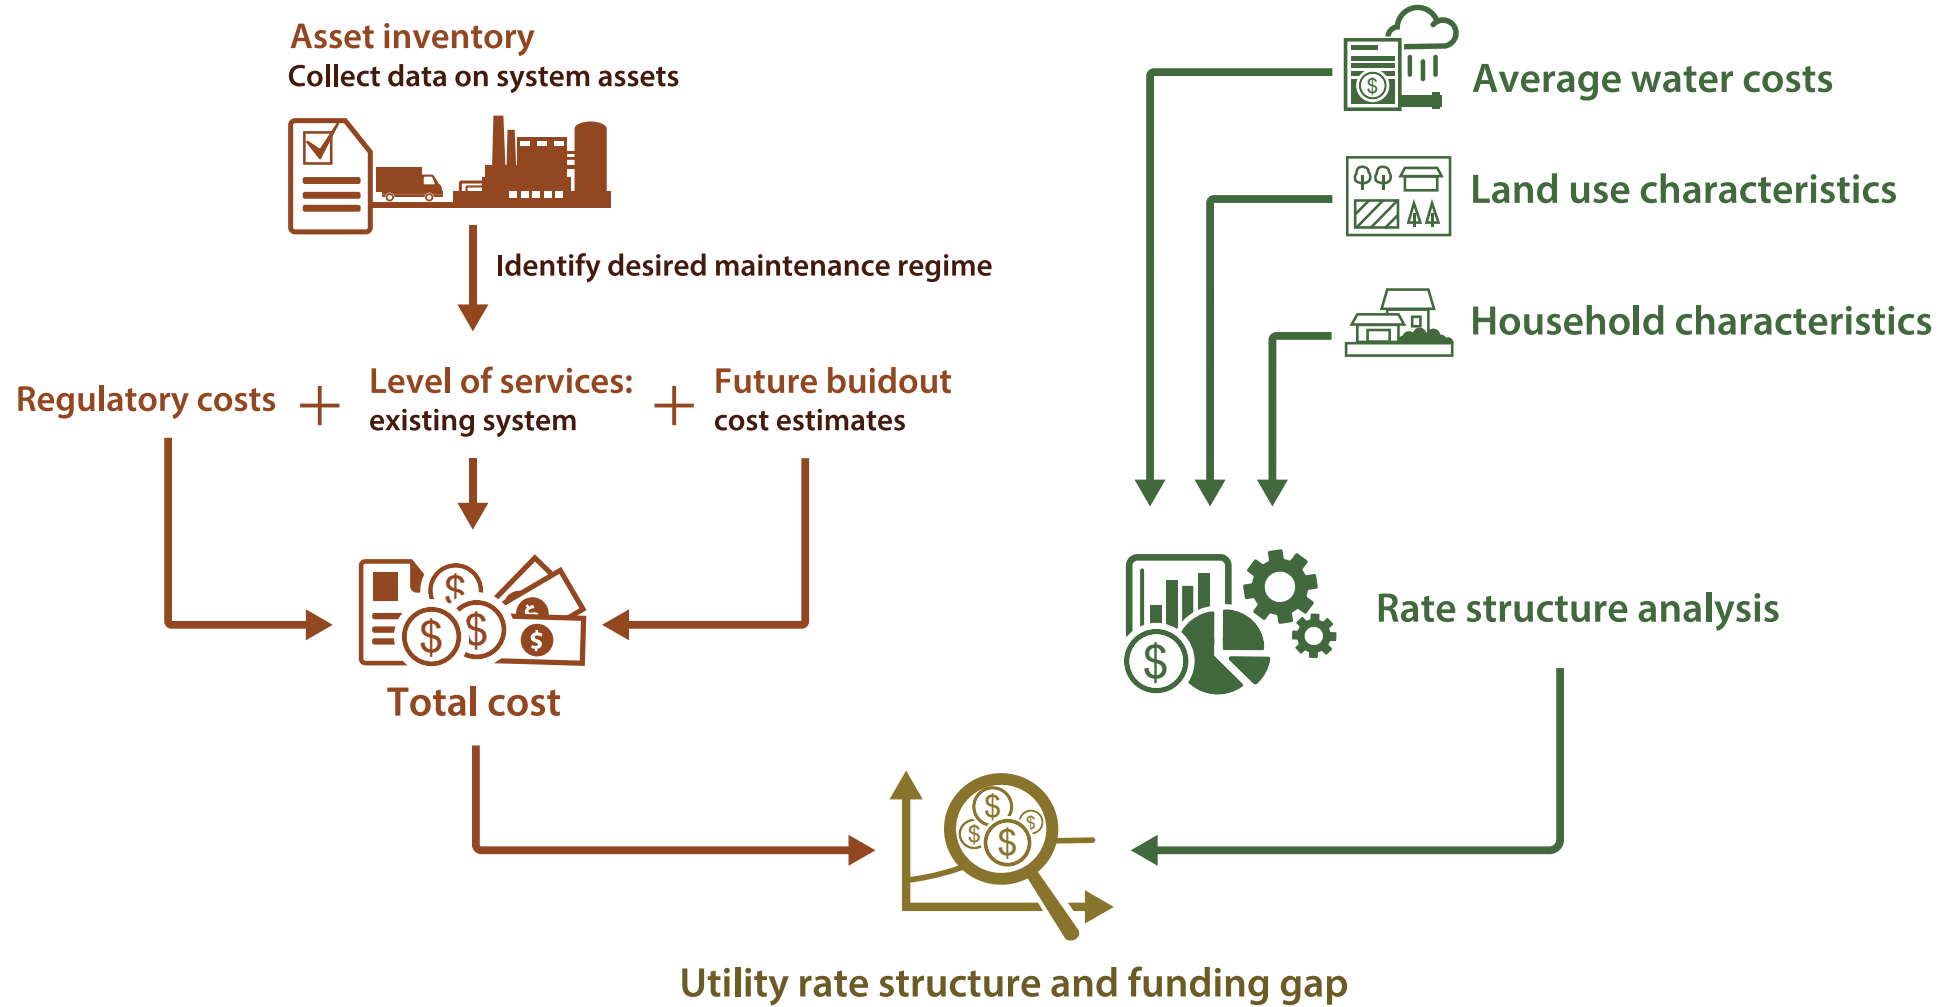 Asset inventory
Collect data on system assets
Identify desired maintenance regime
Regulatory costs
+
Level of services:
existing system
+
Future buidout
cost estimates
$
$
$
$
Total cost
$
Average water costs
Land use characteristics
Household characteristics
$
Rate structure analysis
$
$
$
$
Utility rate structure and funding gap